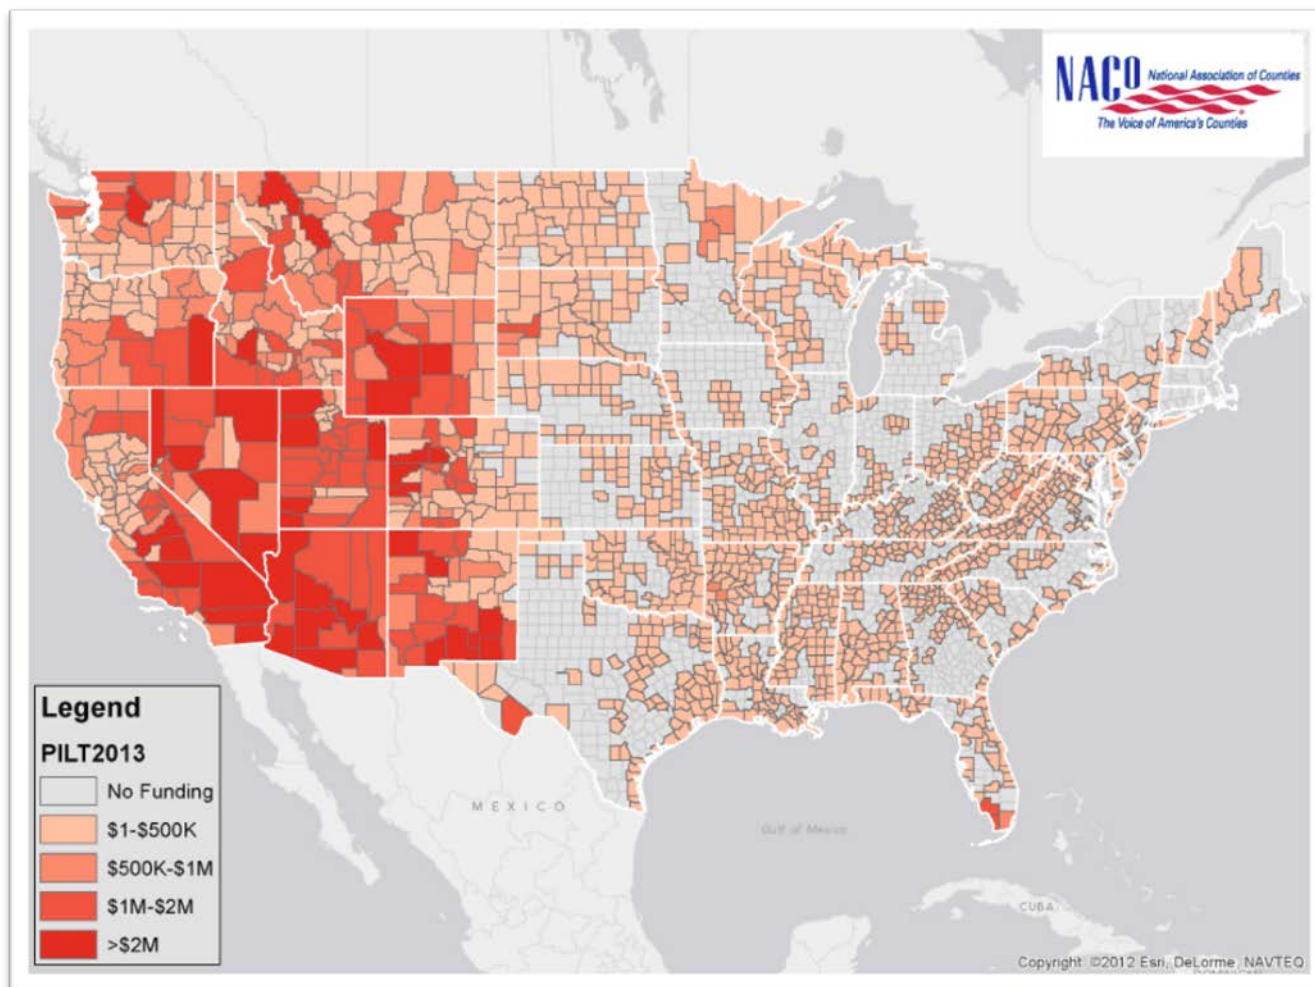 NACO National Association of Counties
The Voice of America's Counties
Legend
PILT2013
No Funding
$1-$500K
$500K-$1M
$1M-$2M
>$2M
MEXICO
Gulf of Mexico
CUBA
Copyright ©2012 Esri, DeLorme, NAVTEQ